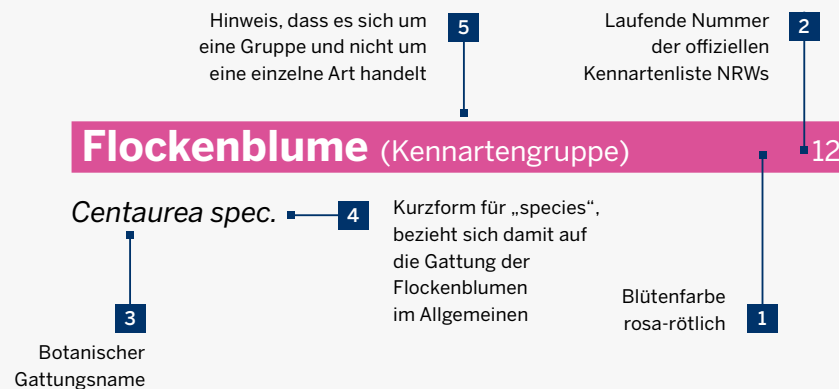 Hinweis, dass es sich um
eine Gruppe und nicht um
eine einzelne Art handelt
5
Laufende Nummer
der offiziellen
Kennartenliste NRWs
2
Flockenblume (Kennartengruppe)
12
Centaurea spec.
4
Kurzform für „species“,
bezieht sich damit auf
die Gattung der
Flockenblumen
im Allgemeinen
3
Botanischer
Gattungsname
Blütenfarbe
rosa-rötlich
1